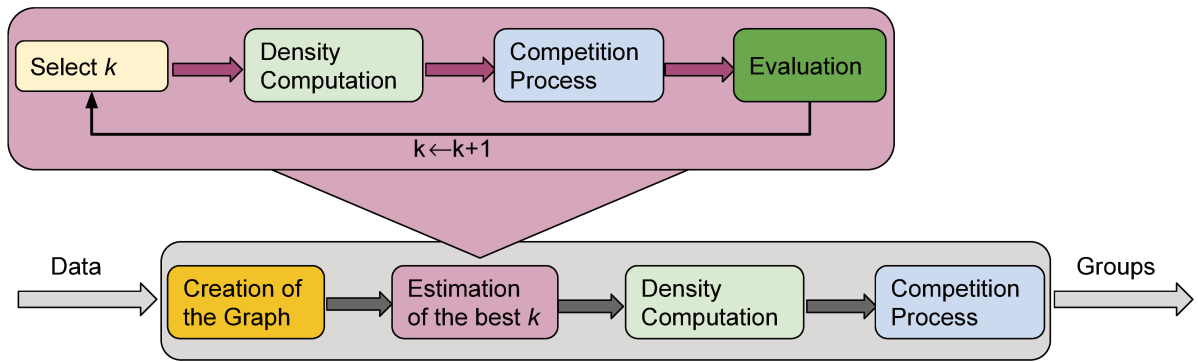 Select k
Density
Computation
Competition
Process
Evaluation
k←k+1
Data
Creation of
the Graph
Estimation
of the best k
Density
Computation
Competition
Process
Groups